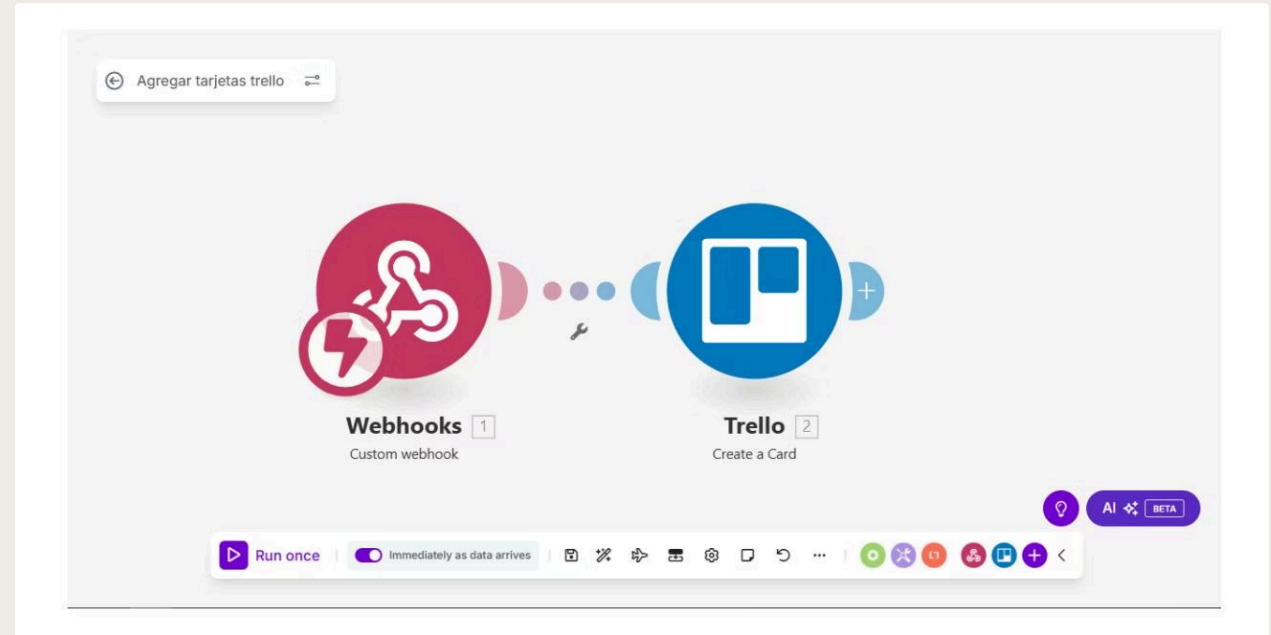 Agregar tarjetas trello
Webhooks 1
Custom webhook
Trello 2
Create a Card
AI BETA
Run once
Immediately as data arrives